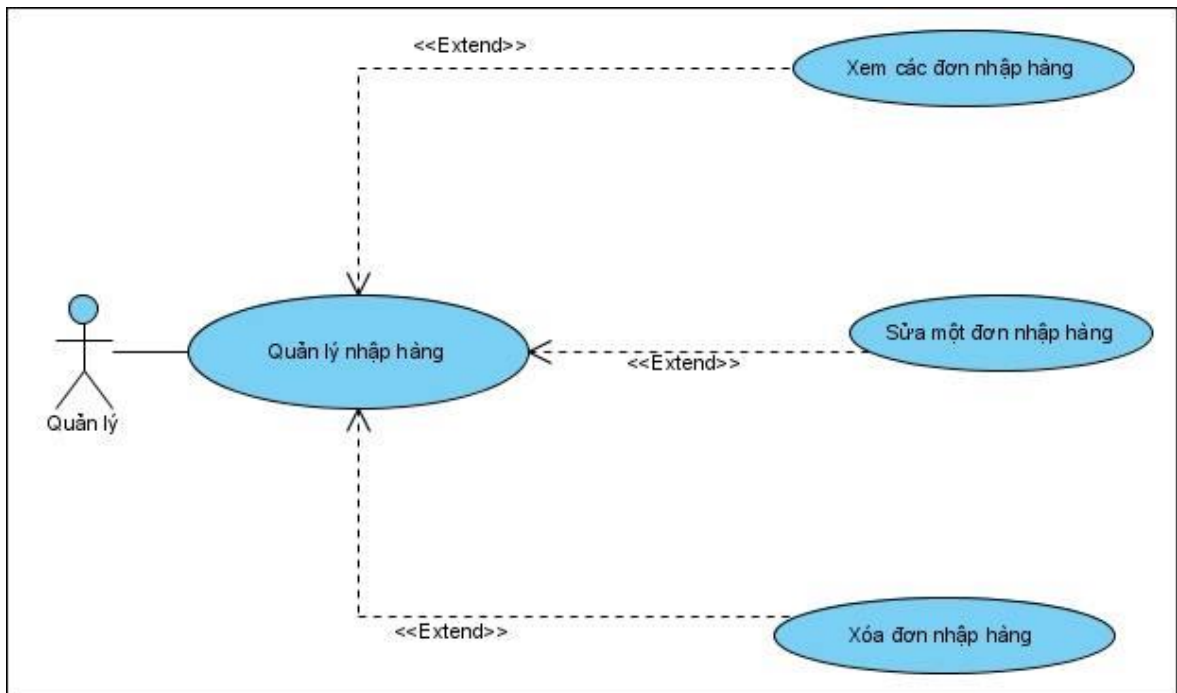 <<Extend>>
Xem các đơn nhập hàng
Quản lý nhập hàng
Sửa một đơn nhập hàng
<<Extend>>
Quản lý
<<Extend>>
Xóa đơn nhập hàng